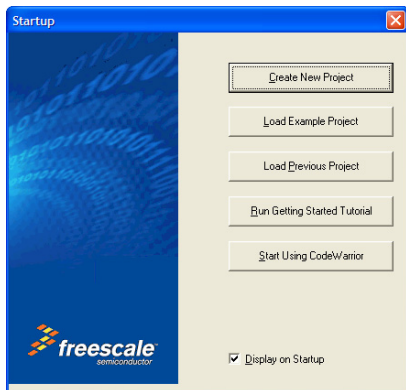 Startup
Create New Project
Load Example Project
Load Previous Project
Run Getting Started Tutorial
Start Using CodeWarrior
freescale™
semiconductor
Display on Startup